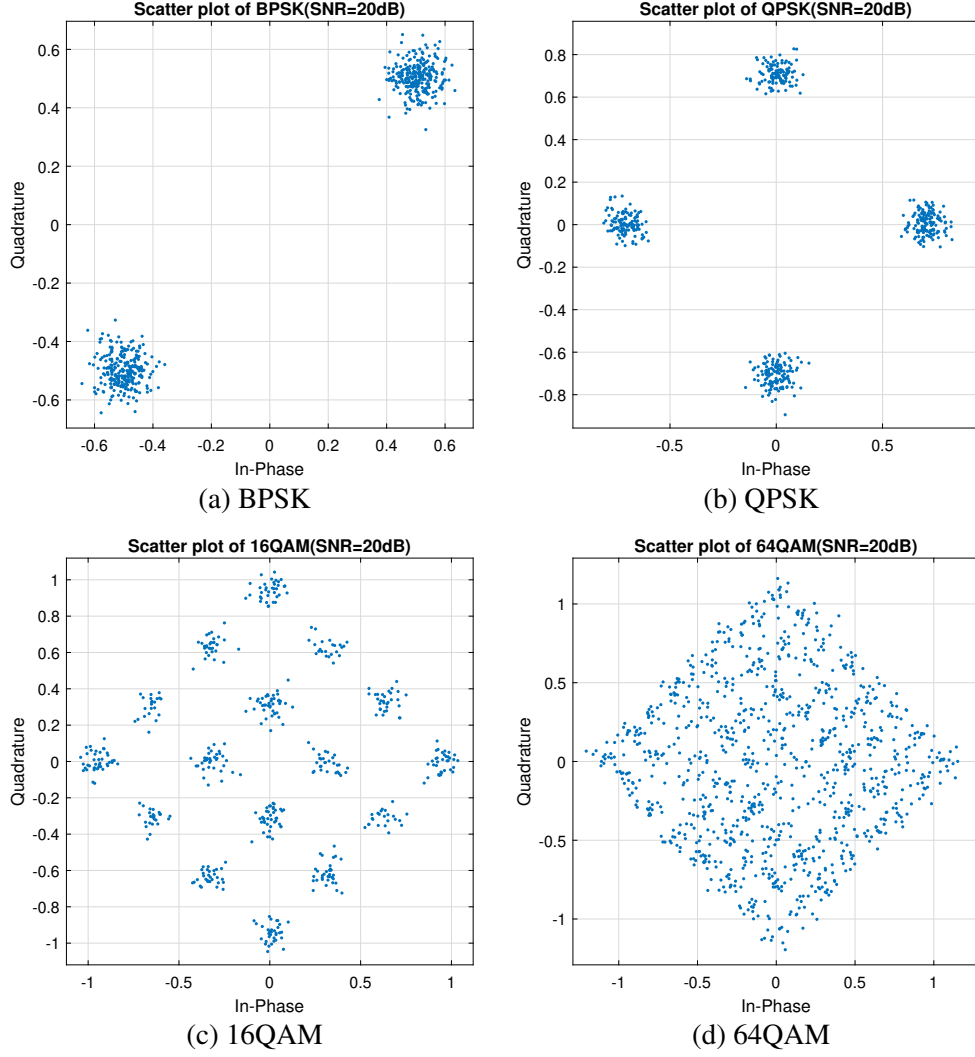 Scatter plot of BPSK(SNR=20dB)
0.6
0.4
0.2
0
-0.2
-0.4
-0.6
Quadrature
-0.6 -0.4 -0.2 0 0.2 0.4 0.6
In-Phase
(a) BPSK
Scatter plot of QPSK(SNR=20dB)
0.8
0.6
0.4
0.2
0
-0.2
-0.4
-0.6
-0.8
Quadrature
-0.5 0 0.5
In-Phase
(b) QPSK
Scatter plot of 16QAM(SNR=20dB)
1
0.8
0.6
0.4
0.2
0
-0.2
-0.4
-0.6
-0.8
-1
Quadrature
-1 -0.5 0 0.5 1
In-Phase
(c) 16QAM
Scatter plot of 64QAM(SNR=20dB)
1
0.5
0
-0.5
-1
Quadrature
-1 -0.5 0 0.5 1
In-Phase
(d) 64QAM